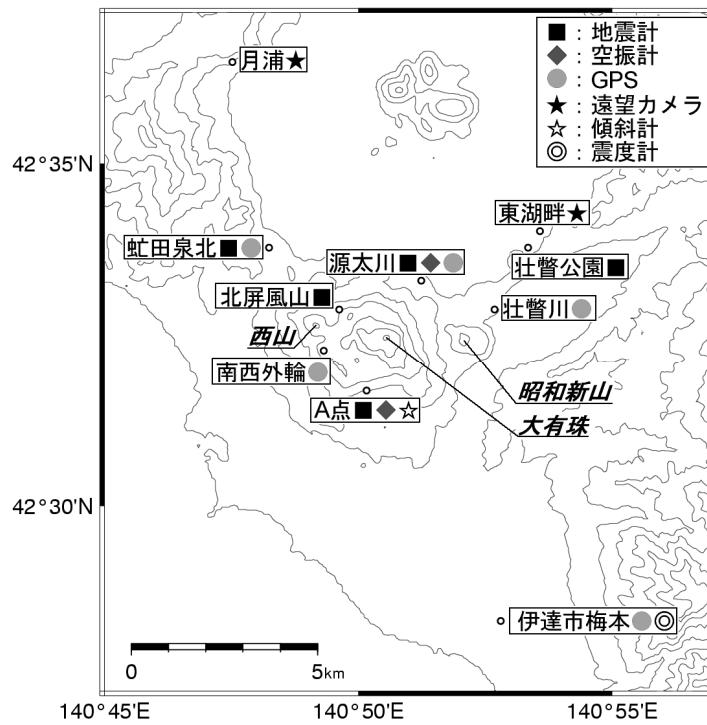 ■：地震計
◆：空振計
●：GPS
★：遠望カメラ
☆：傾斜計
◎：震度計
月浦★
42°35'N
東湖畔★
虻田泉北■●
源太川■◆●
壮瞥公園■
北屏風山■
壮瞥川●
西山
南西外輪●
昭和新山
A点■◆☆
大有珠
42°30'N
伊達市梅本●◎
0 5km
140°45'E 140°50'E 140°55'E